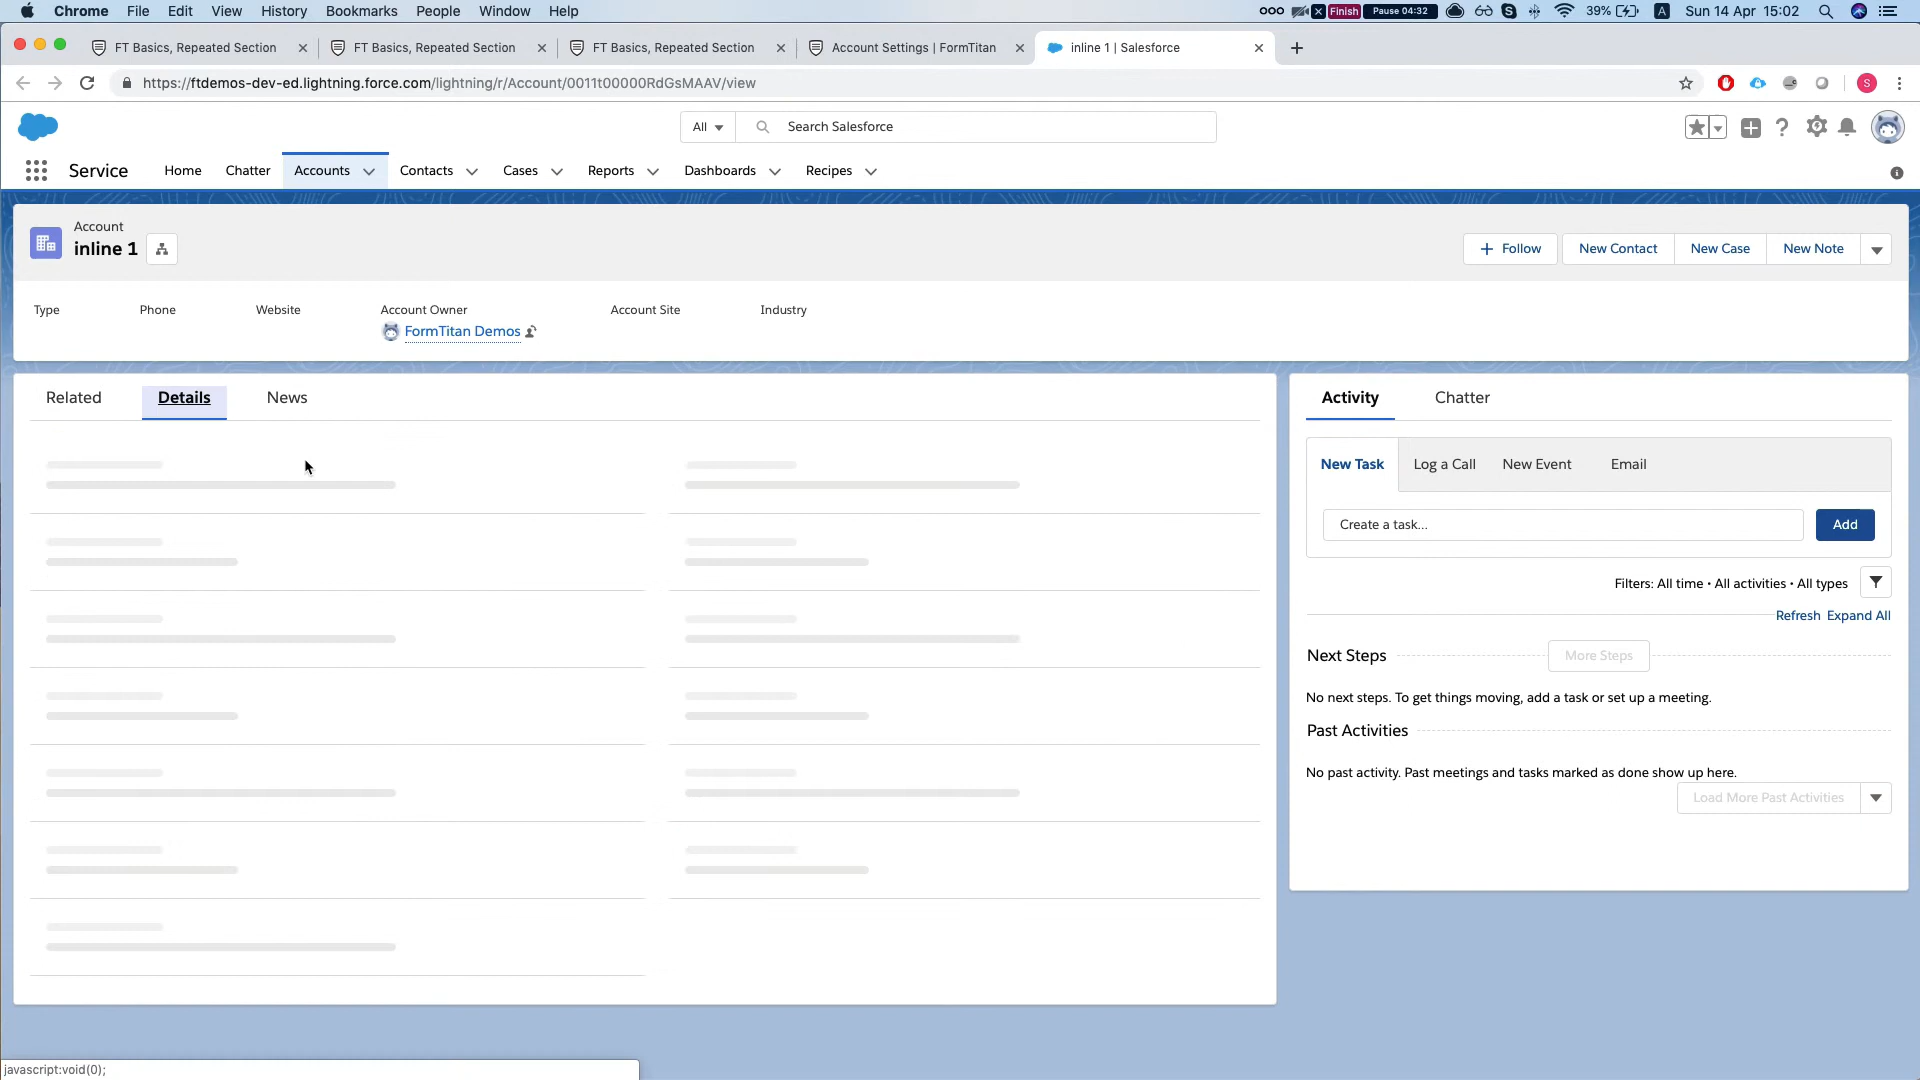 Chrome File Edit View History Bookmarks People Window Help Finish Pause 04:32 39% A Sun 14 Apr 15:02
FT Basics, Repeated Section FT Basics, Repeated Section FT Basics, Repeated Section Account Settings | FormTitan inline 1 | Salesforce
https://ftdemos-dev-ed.lightning.force.com/lightning/r/Account/0011t00000RdGsMAAV/view S
All Search Salesforce
Service Home Chatter Accounts Contacts Cases Reports Dashboards Recipes
Account
inline 1
Follow New Contact New Case New Note
Type Phone Website Account Owner Account Site Industry
FormTitan Demos
Related Details News
Activity Chatter
New Task Log a Call New Event Email
Create a task... Add
Filters: All time • All activities • All types
Refresh Expand All
Next Steps More Steps
No next steps. To get things moving, add a task or set up a meeting.
Past Activities
No past activity. Past meetings and tasks marked as done show up here.
Load More Past Activities
javascript:void(0);